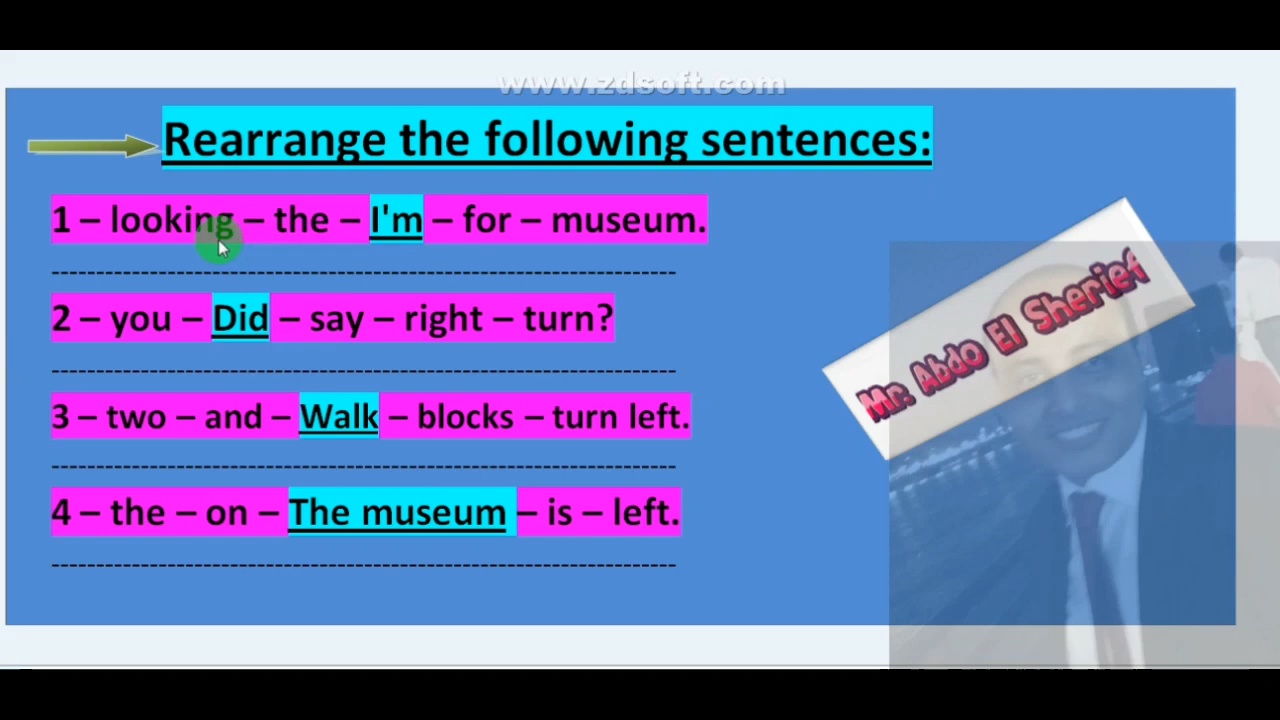 www.zdsoft.com
Rearrange the following sentences:
1 – looking – the – I'm – for – museum.
---------------------------------------------------------------------
2 – you – Did – say – right – turn?
---------------------------------------------------------------------
3 – two – and – Walk – blocks – turn left.
---------------------------------------------------------------------
4 – the – on – The museum – is – left.
---------------------------------------------------------------------
Mr. Abdo El Sherief